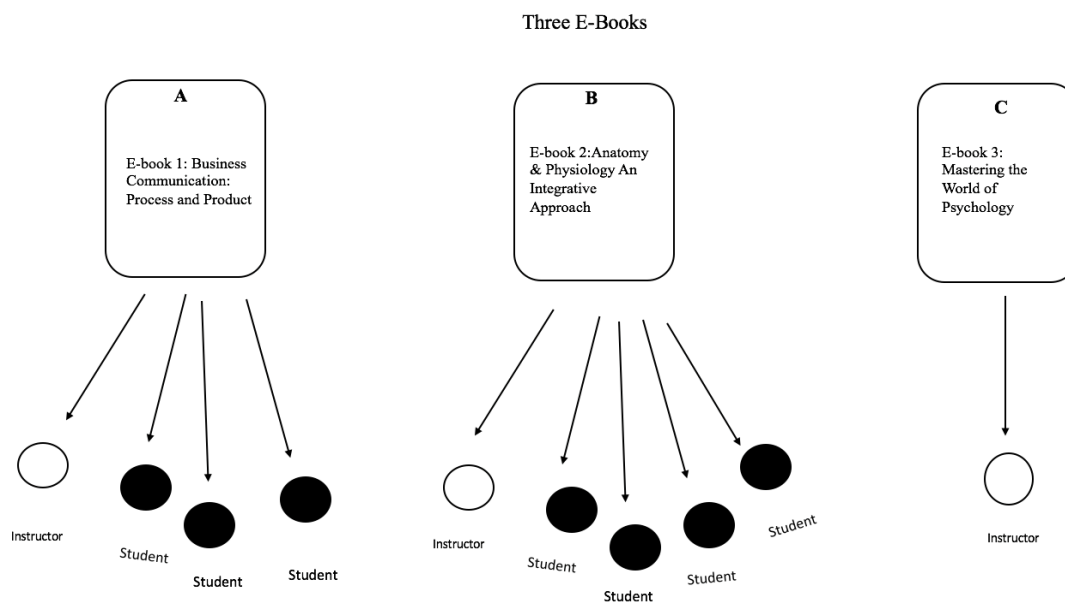 Three E-Books
A
E-book 1: Business
Communication:
Process and Product
B
E-book 2:Anatomy
& Physiology An
Integrative
Approach
C
E-book 3:
Mastering the
World of
Psychology
Instructor
Student
Student
Student
Instructor
Student
Student
Student
Student
Instructor